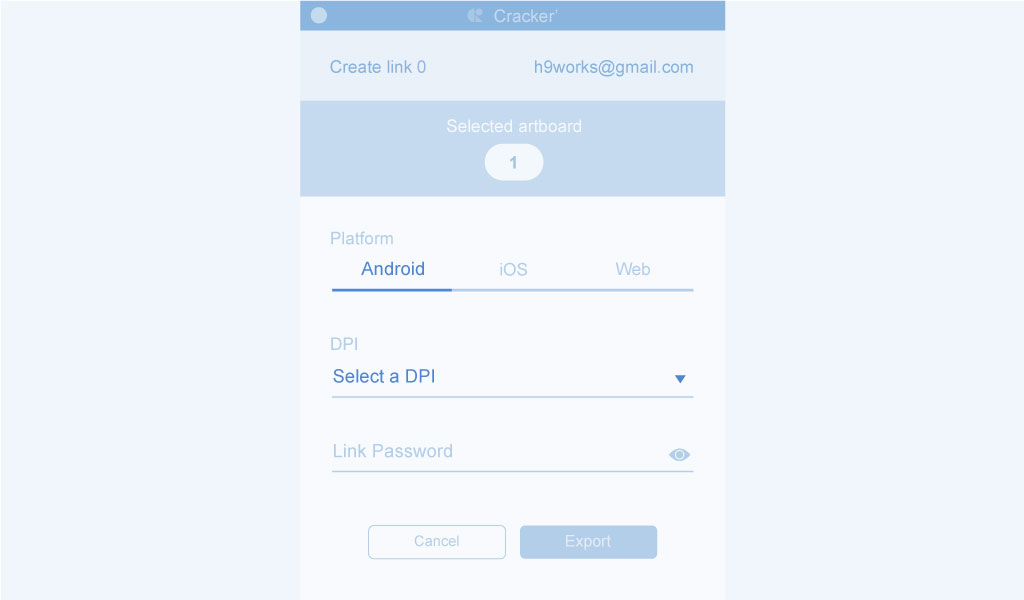 Cracker'
Create link 0
h9works@gmail.com
Selected artboard
1
Platform
Android iOS Web
DPI
Select a DPI
Link Password
Cancel Export